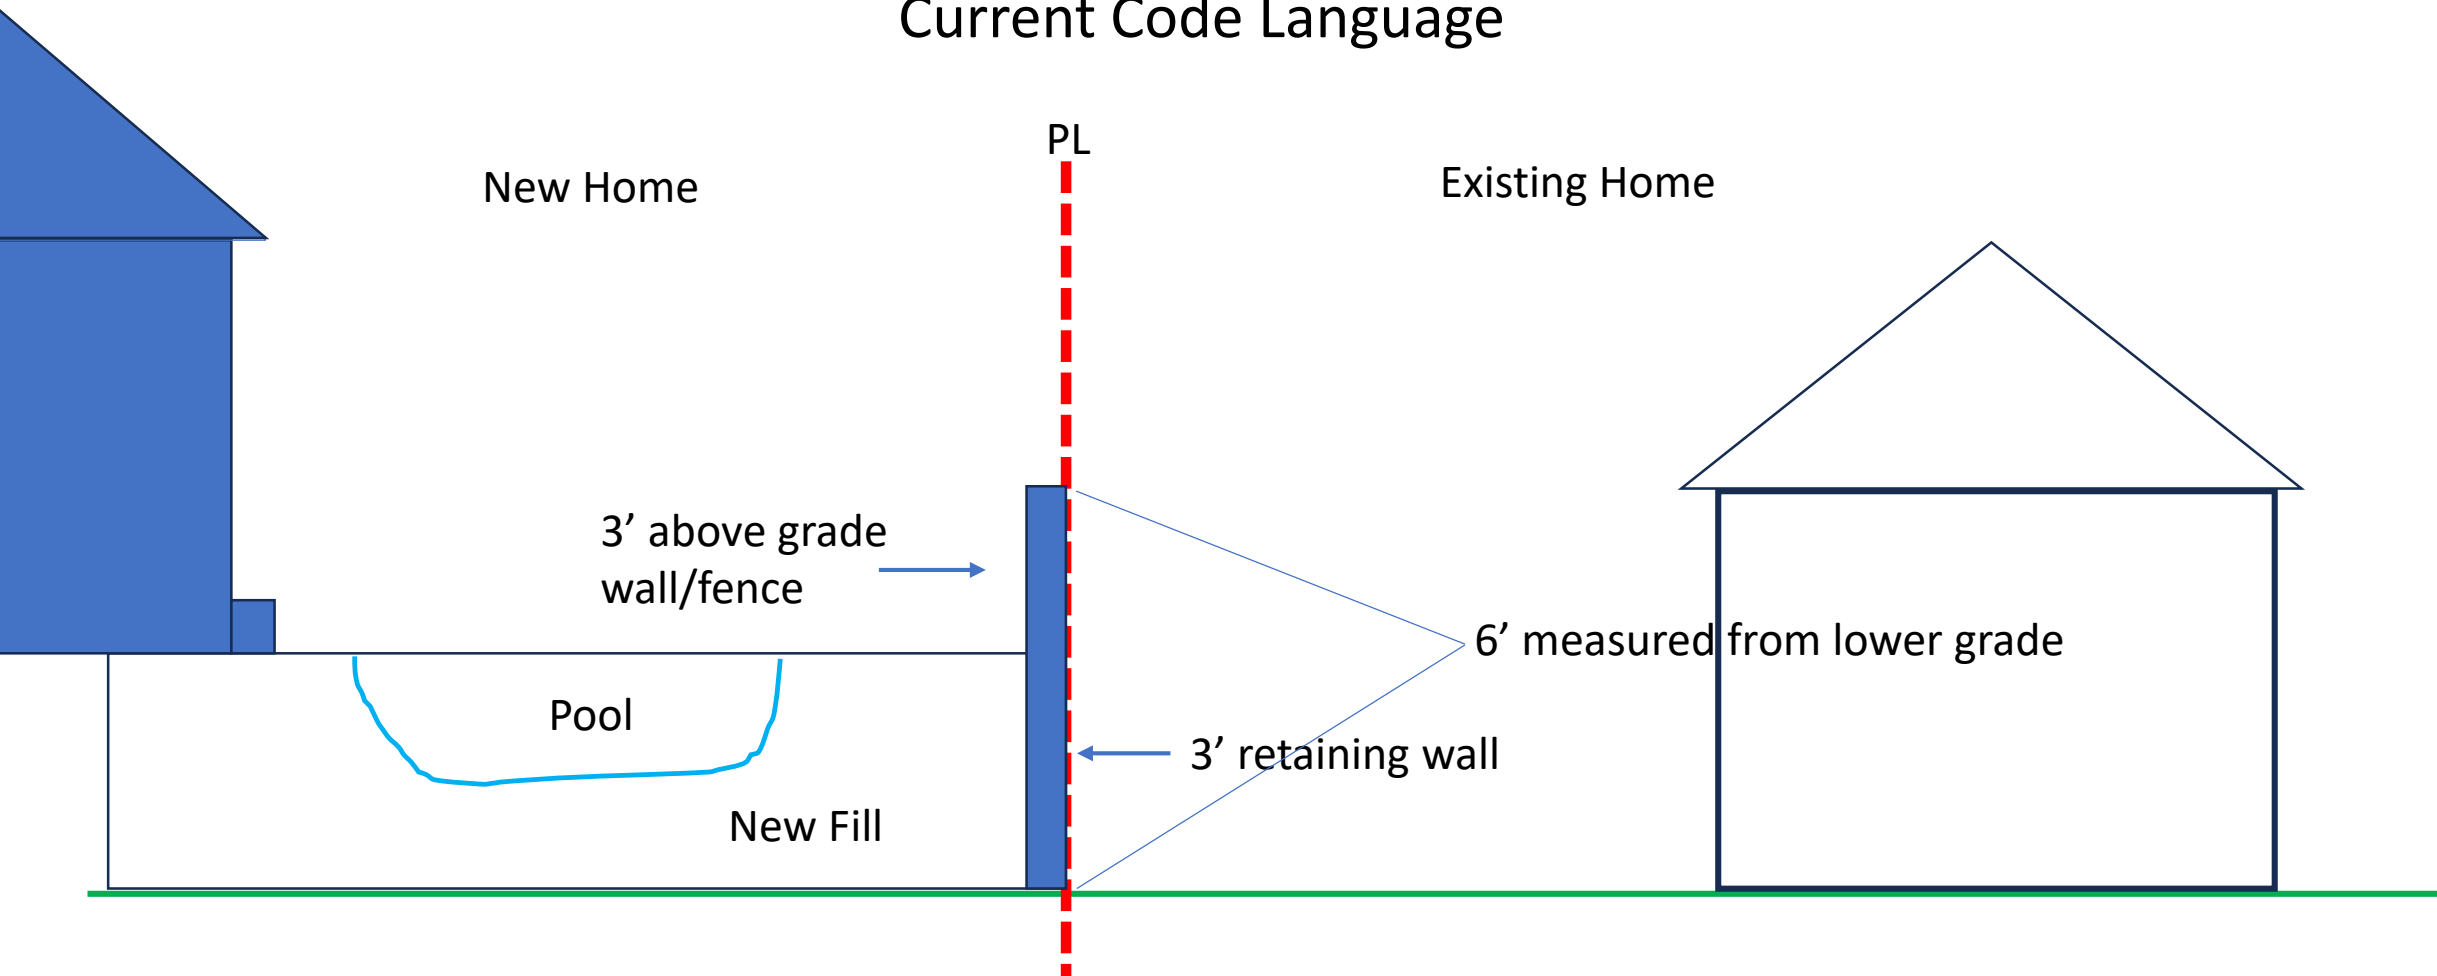 Current Code Language
PL
New Home
Existing Home
3’ above grade
wall/fence
6’ measured from lower grade
Pool
3’ retaining wall
New Fill